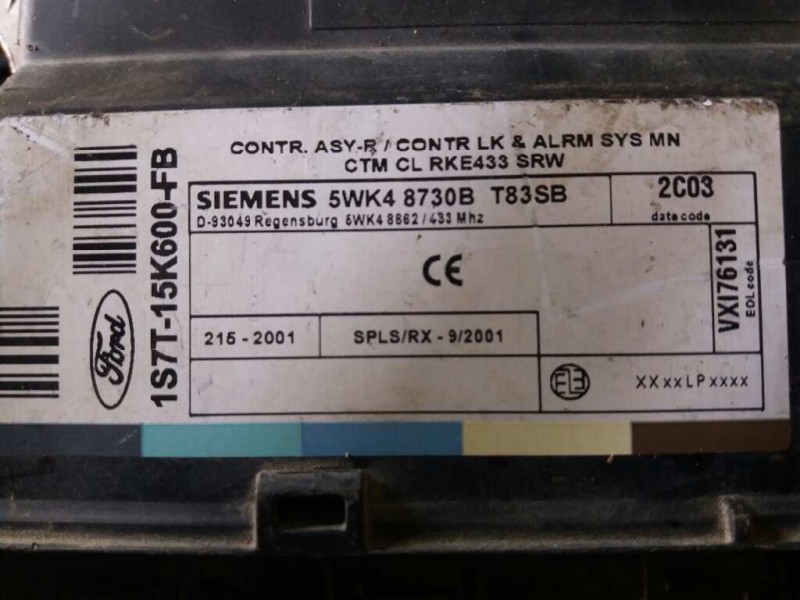 CONTR. ASY-R / CONTR LK & ALRM SYS MN
CTM CL RKE433 SRW
SIEMENS 5WK4 8730B T83SB
D-93049 Regensburg 5WK4 8862 / 433 Mhz
2C03
date code
VXI76131
EOL code
CE
215 - 2001
SPLS/RX - 9/2001
XXxxLPxxxx
Ford
1S7T-15K600-FB